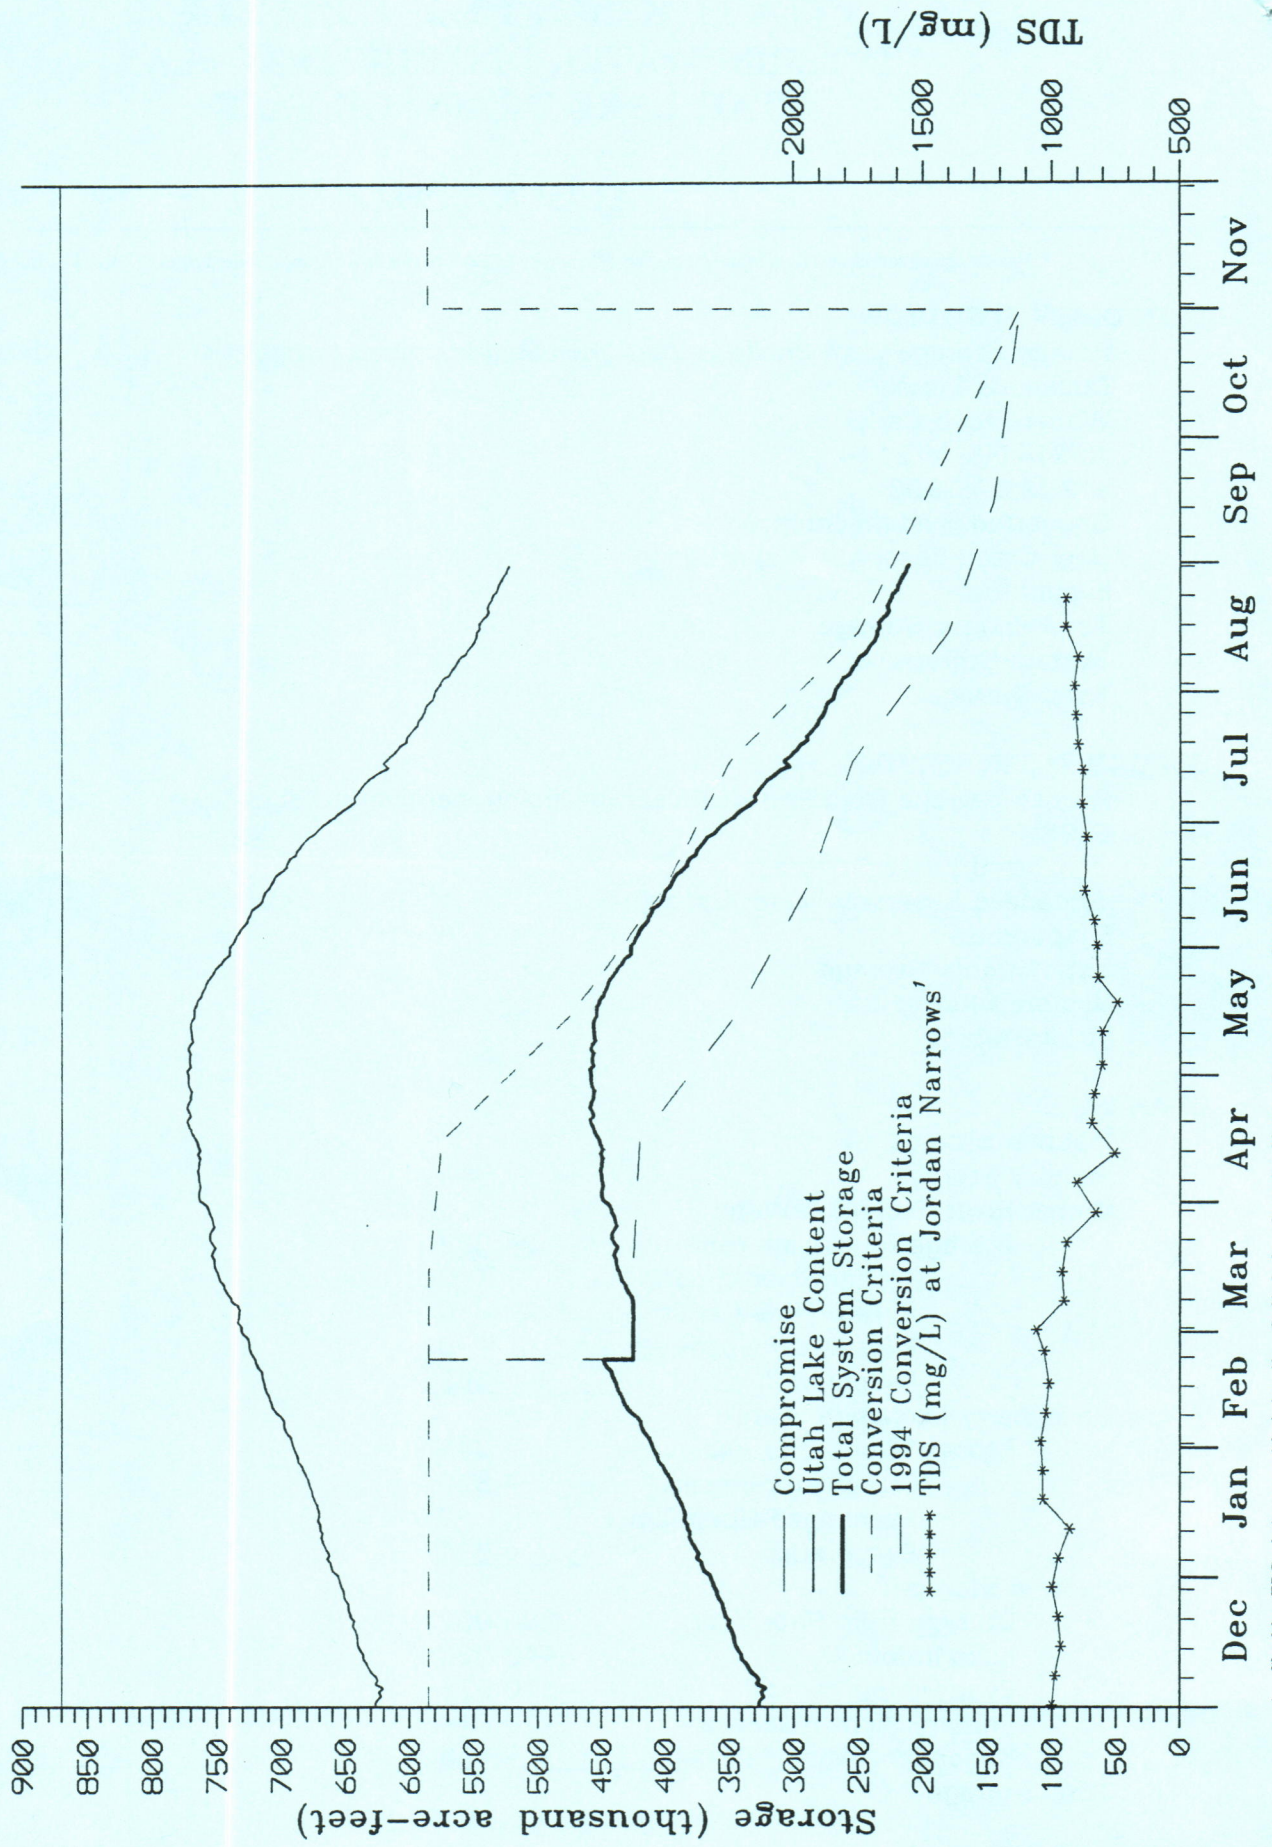 Storage (thousand acre-feet)
900
850
800
750
700
650
600
550
500
450
400
350
300
250
200
150
100
50
0
TDS (mg/L)
2000
1500
1000
500
Compromise
Utah Lake Content
Total System Storage
Conversion Criteria
1994 Conversion Criteria
TDS (mg/L) at Jordan Narrows¹
Dec Jan Feb Mar Apr May Jun Jul Aug Sep Oct Nov